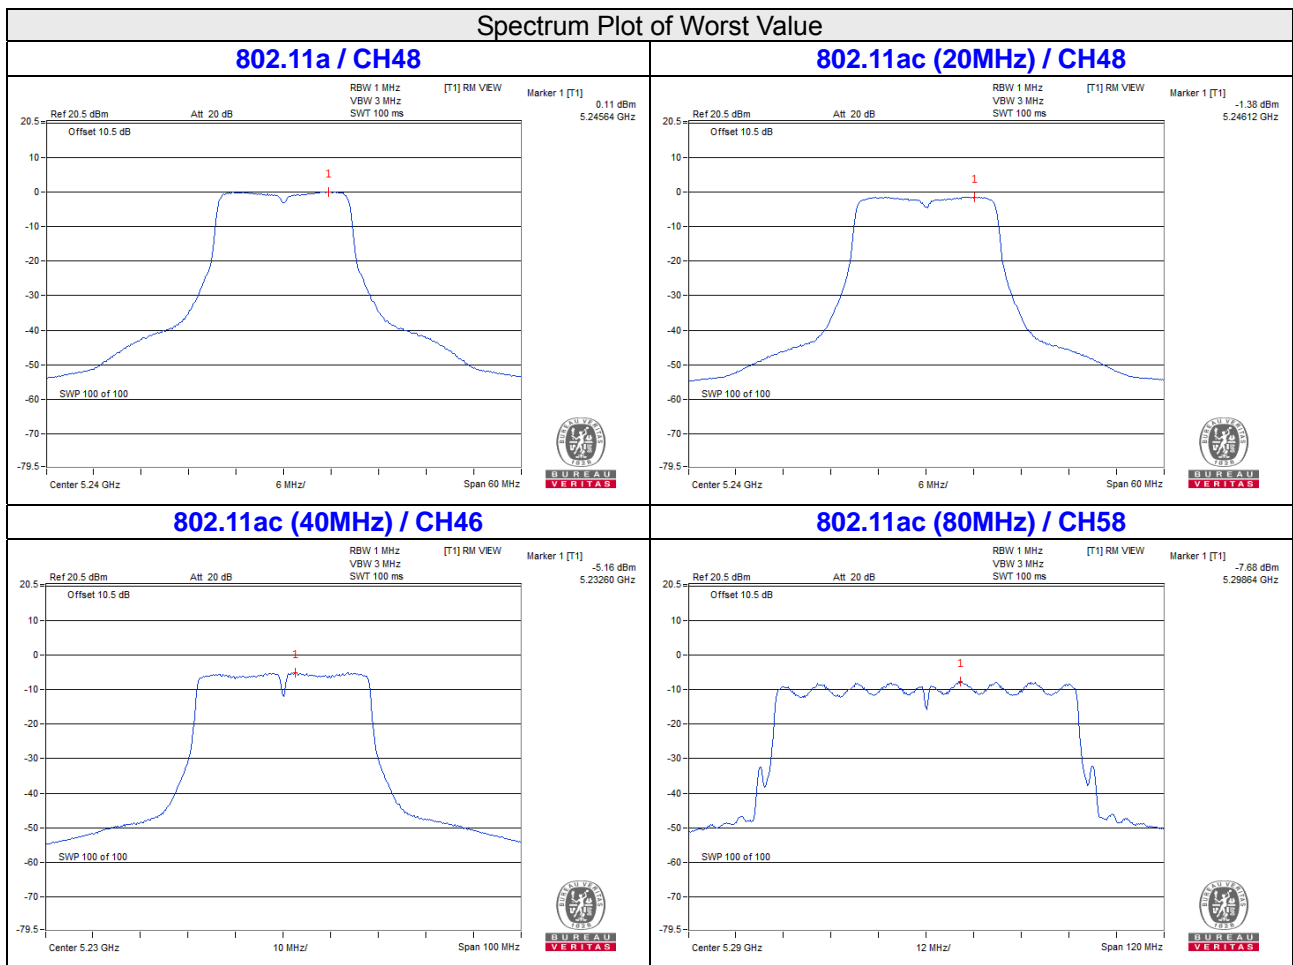 Spectrum Plot of Worst Value
802.11a / CH48
RBW 1 MHz
[T1] RM VIEW
Marker 1 [T1]
VBW 3 MHz
0.11 dBm
Ref 20.5 dBm
Att 20 dB
SWT 100 ms
5.24564 GHz
20.5
Offset 10.5 dB
10
1
0
-10
-20
-30
-40
-50
SWP 100 of 100
-60
-70
-79.5
Center 5.24 GHz
6 MHz/
Span 60 MHz
BUREAU VERITAS
1828
BUREAU
VERITAS
802.11ac (20MHz) / CH48
RBW 1 MHz
[T1] RM VIEW
Marker 1 [T1]
VBW 3 MHz
-1.38 dBm
Ref 20.5 dBm
Att 20 dB
SWT 100 ms
5.24612 GHz
20.5
Offset 10.5 dB
10
1
0
-10
-20
-30
-40
-50
SWP 100 of 100
-60
-70
-79.5
Center 5.24 GHz
6 MHz/
Span 60 MHz
BUREAU VERITAS
1828
BUREAU
VERITAS
802.11ac (40MHz) / CH46
RBW 1 MHz
[T1] RM VIEW
Marker 1 [T1]
VBW 3 MHz
-5.16 dBm
Ref 20.5 dBm
Att 20 dB
SWT 100 ms
5.23260 GHz
20.5
Offset 10.5 dB
10
0
1
-10
-20
-30
-40
-50
SWP 100 of 100
-60
-70
-79.5
Center 5.23 GHz
10 MHz/
Span 100 MHz
BUREAU VERITAS
1828
BUREAU
VERITAS
802.11ac (80MHz) / CH58
RBW 1 MHz
[T1] RM VIEW
Marker 1 [T1]
VBW 3 MHz
-7.68 dBm
Ref 20.5 dBm
Att 20 dB
SWT 100 ms
5.29864 GHz
20.5
Offset 10.5 dB
10
0
1
-10
-20
-30
-40
-50
SWP 100 of 100
-60
-70
-79.5
Center 5.29 GHz
12 MHz/
Span 120 MHz
BUREAU VERITAS
1828
BUREAU
VERITAS